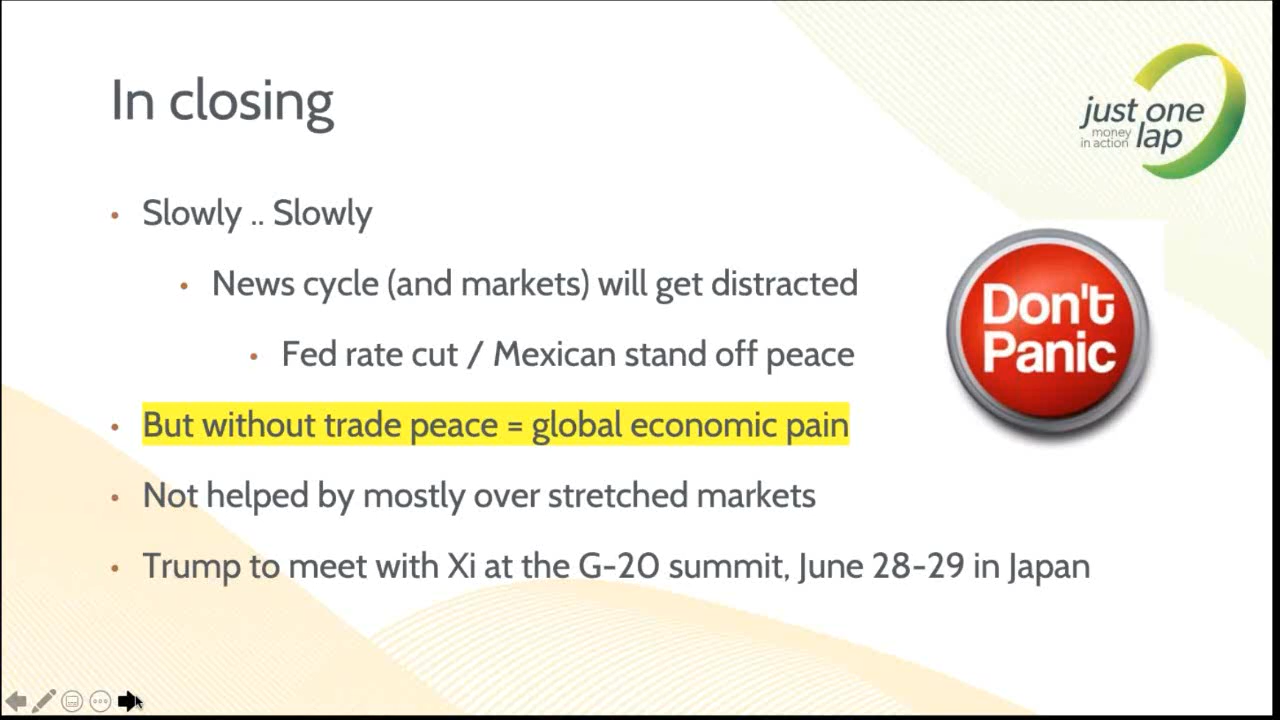 In closing
just one
money
in action lap
• Slowly .. Slowly
• News cycle (and markets) will get distracted
• Fed rate cut / Mexican stand off peace
• But without trade peace = global economic pain
• Not helped by mostly over stretched markets
• Trump to meet with Xi at the G-20 summit, June 28-29 in Japan
Don't
Panic